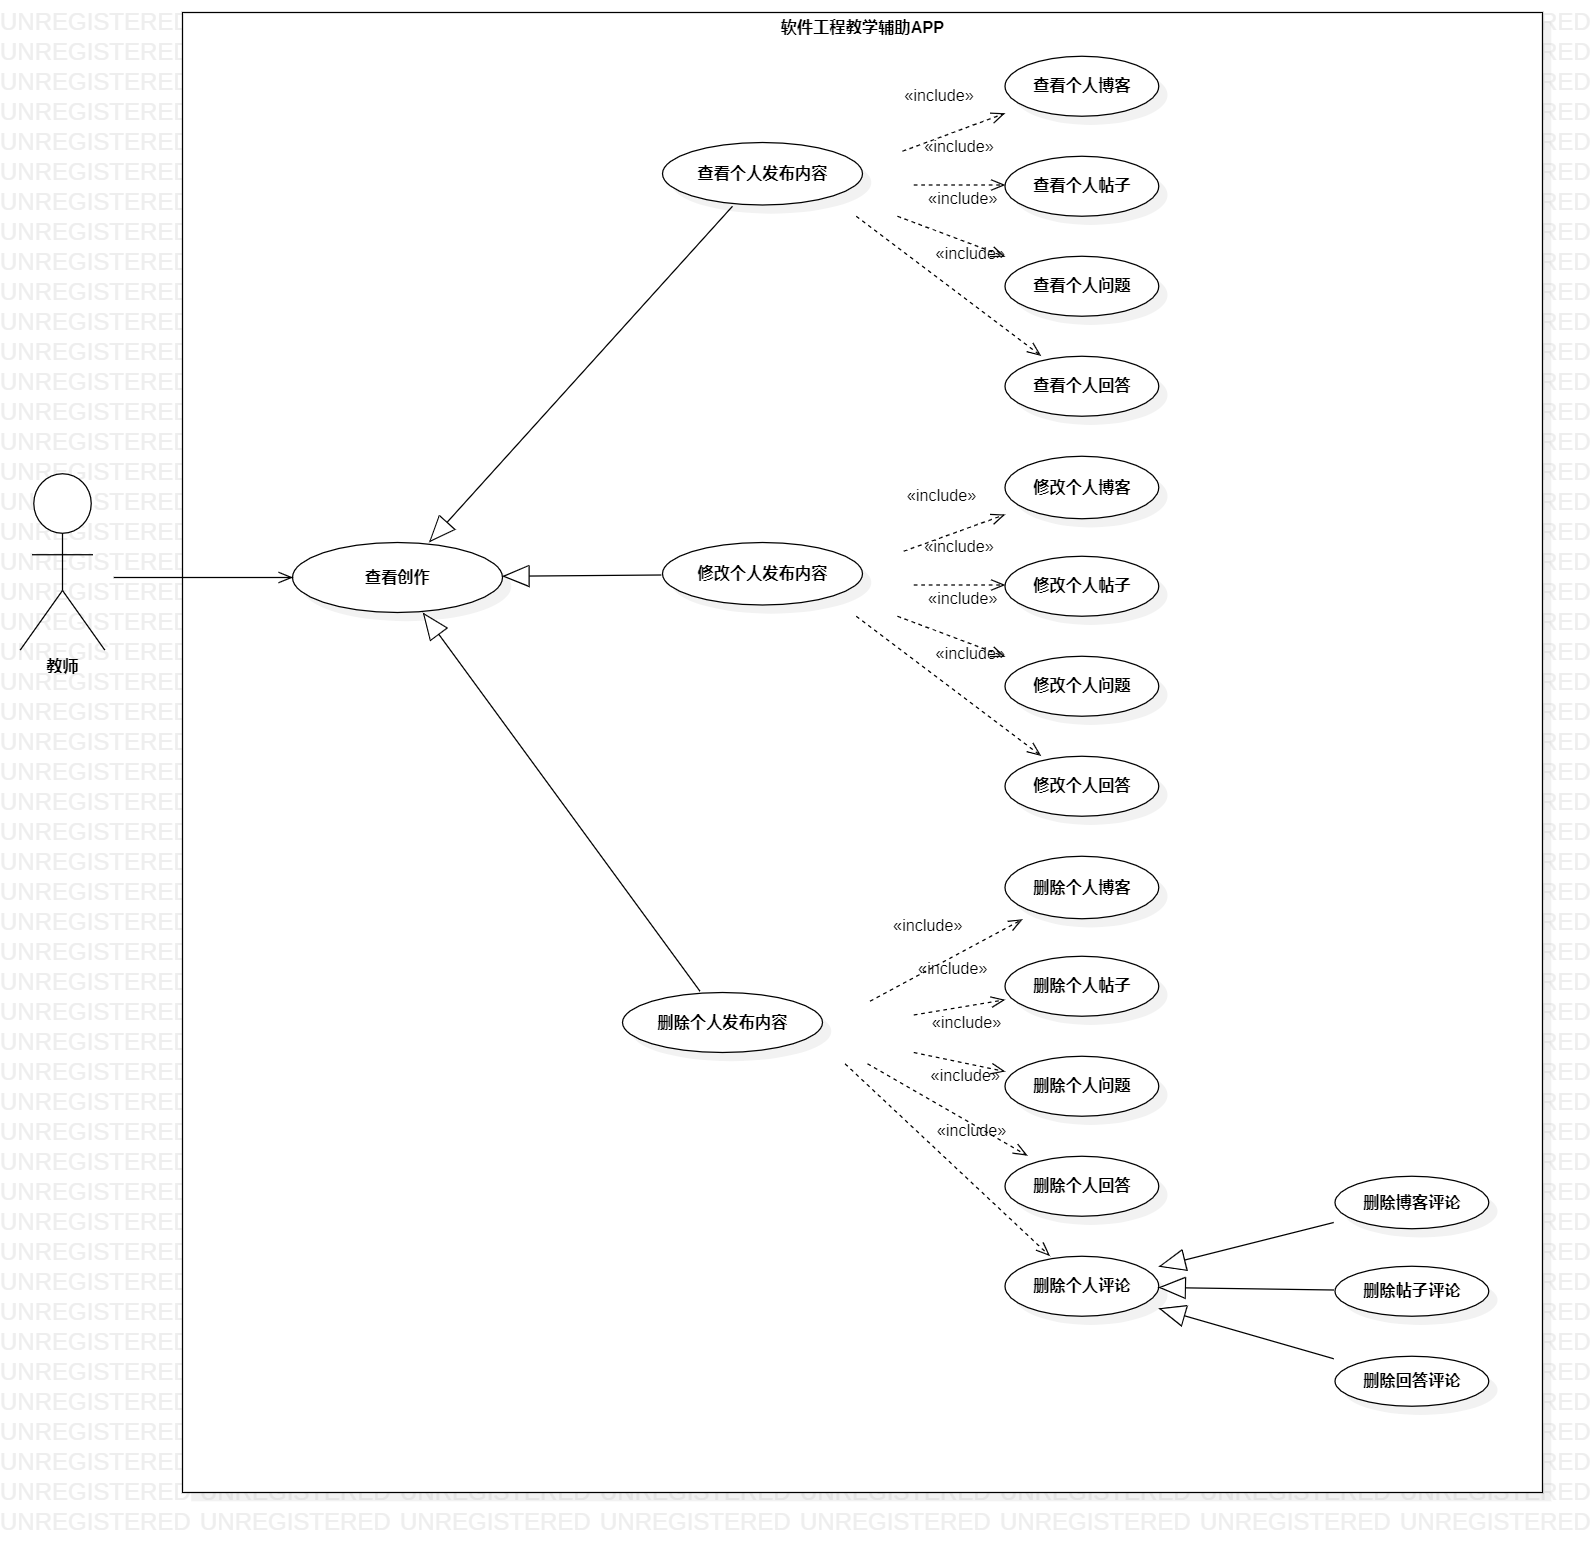 软件工程教学辅助APP
查看个人博客
«include»
«include»
查看个人发布内容
查看个人帖子
«include»
«include»
查看个人问题
查看个人回答
修改个人博客
«include»
«include»
教师
查看创作
修改个人发布内容
修改个人帖子
«include»
«include»
修改个人问题
修改个人回答
删除个人博客
«include»
«include»
删除个人帖子
删除个人发布内容
«include»
«include»
删除个人问题
«include»
删除个人回答
删除博客评论
删除个人评论
删除帖子评论
删除回答评论
UNREGISTERED UNREGISTERED UNREGISTERED UNREGISTERED UNREGISTERED UNREGISTERED UNREGISTERED UNREGISTERED